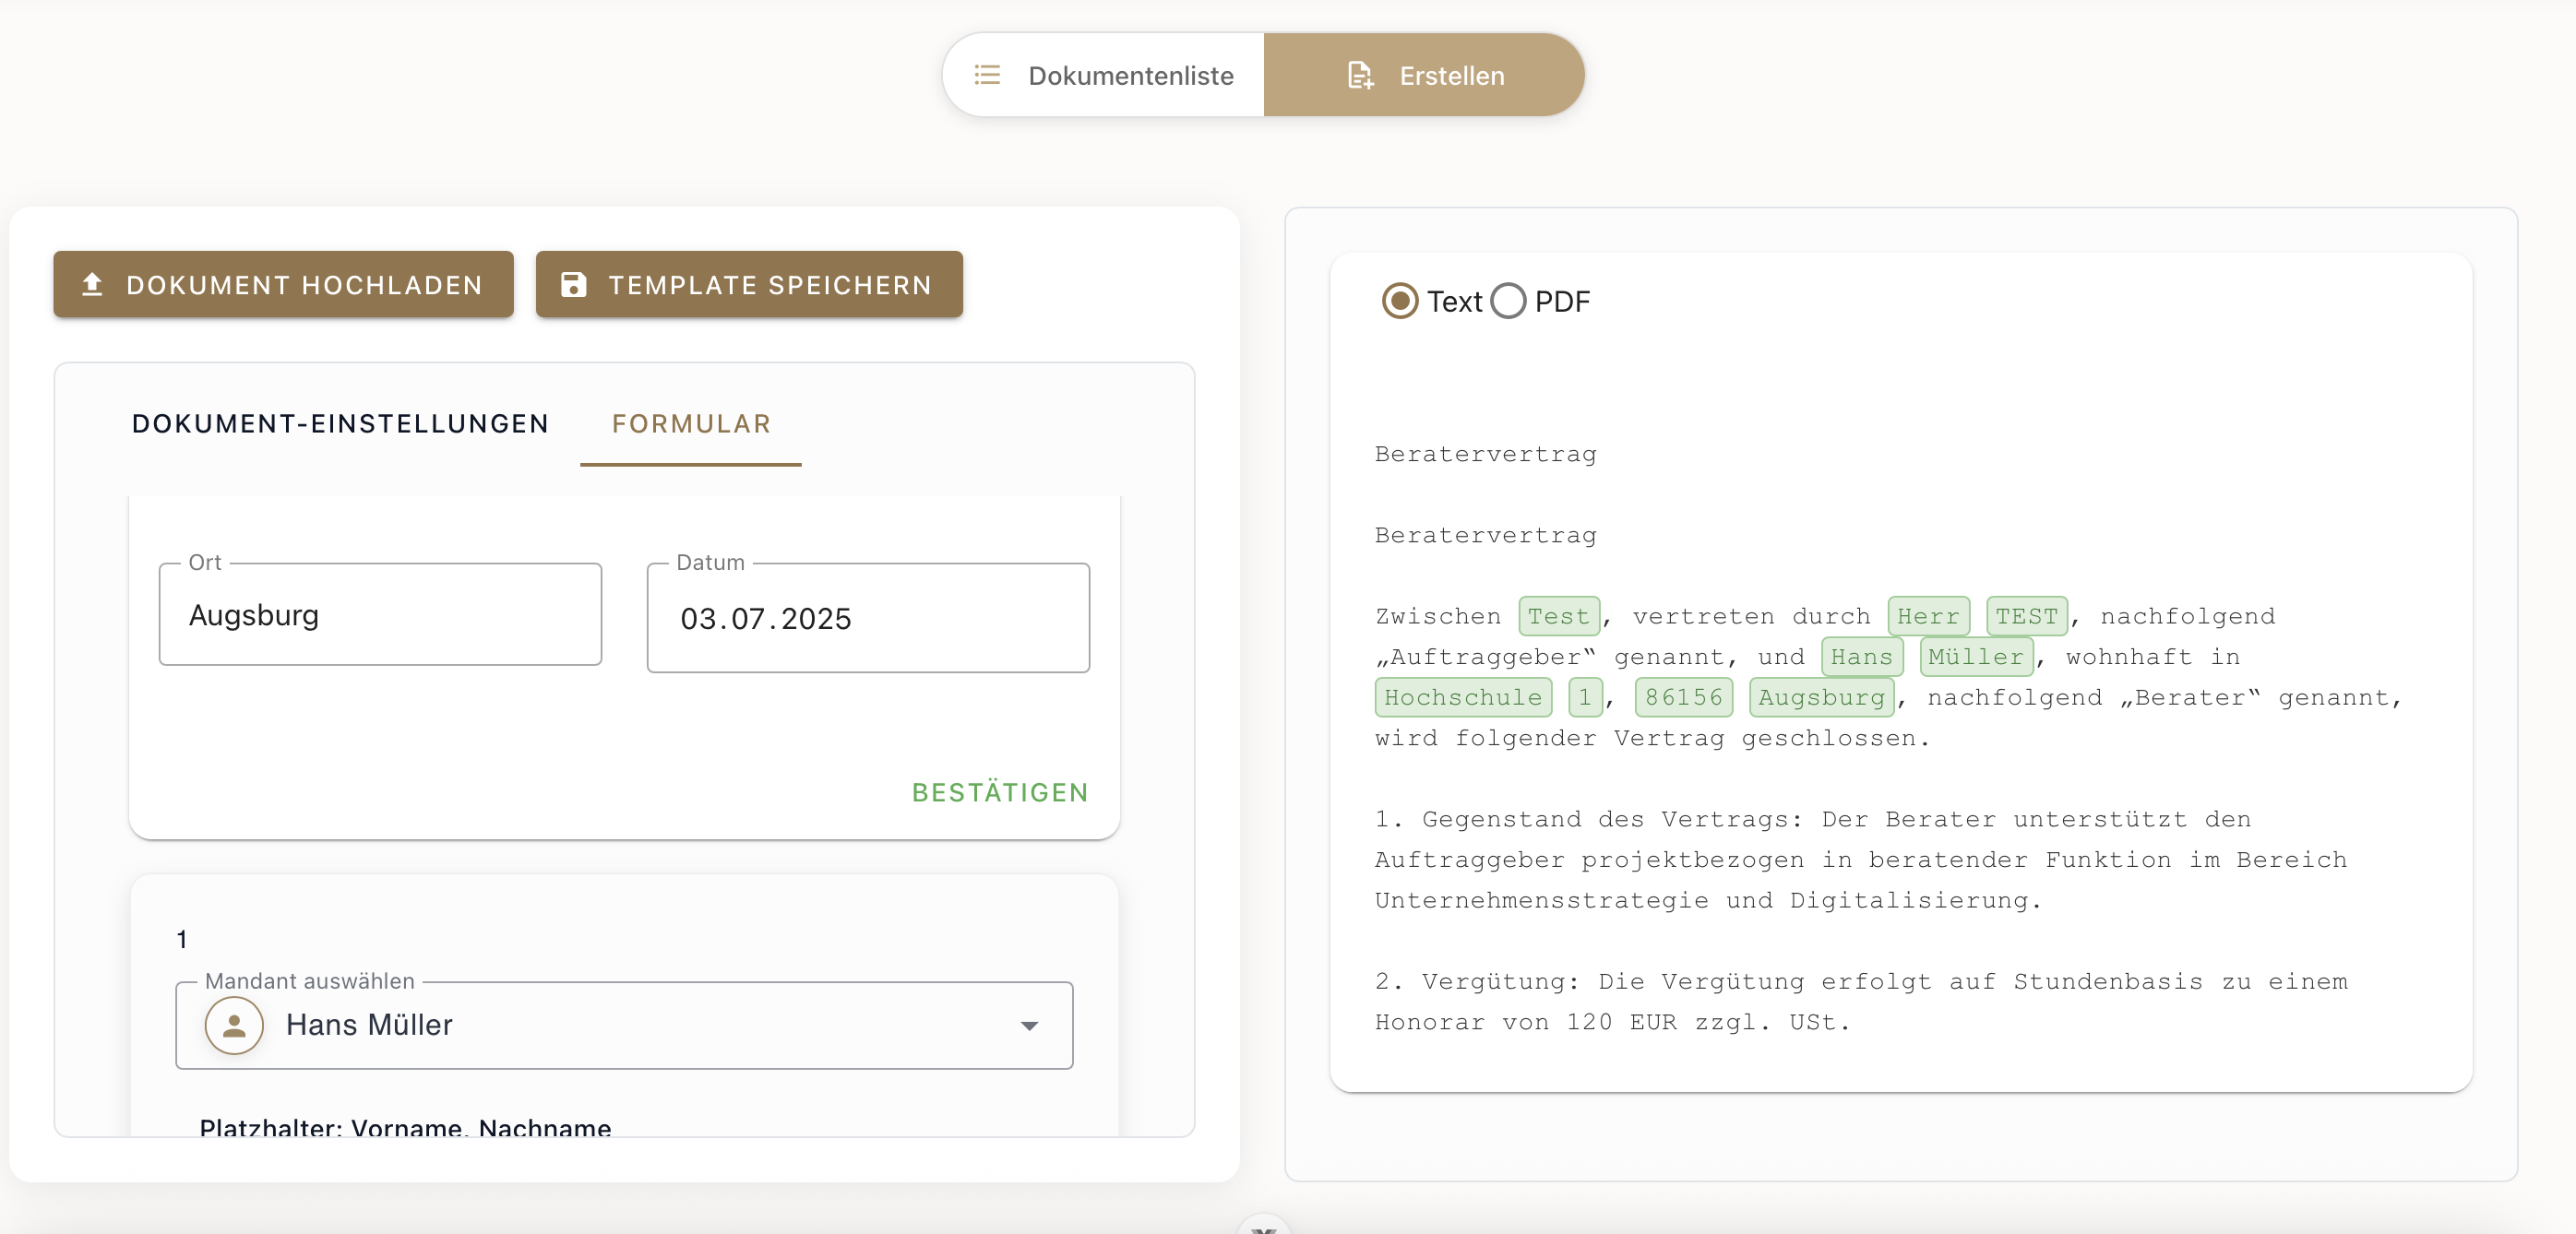 Dokumentenliste
Erstellen
DOKUMENT HOCHLADEN
TEMPLATE SPEICHERN
DOKUMENT-EINSTELLUNGEN
FORMULAR
Ort
Augsburg
Datum
03.07.2025
BESTÄTIGEN
1
Mandant auswählen
Hans Müller
Platzhalter: Vorname, Nachname
Text
PDF
Beratervertrag
Beratervertrag
Zwischen Test, vertreten durch Herr TEST, nachfolgend
„Auftraggeber“ genannt, und Hans Müller, wohnhaft in
Hochschule 1, 86156 Augsburg, nachfolgend „Berater“ genannt,
wird folgender Vertrag geschlossen.
1. Gegenstand des Vertrags: Der Berater unterstützt den
Auftraggeber projektbezogen in beratender Funktion im Bereich
Unternehmensstrategie und Digitalisierung.
2. Vergütung: Die Vergütung erfolgt auf Stundenbasis zu einem
Honorar von 120 EUR zzgl. USt.